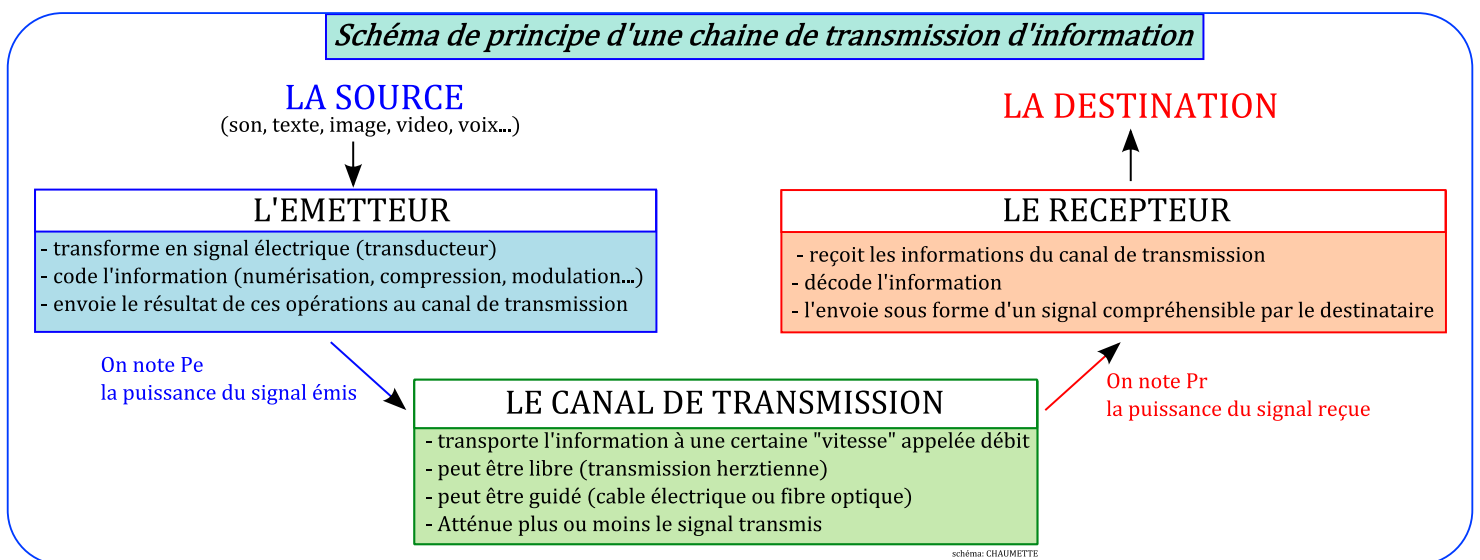 Schéma de principe d'une chaine de transmission d'information
LA SOURCE
(son, texte, image, video, voix...)
L'EMETTEUR
- transforme en signal électrique (transducteur)
- code l'information (numérisation, compression, modulation...)
- envoie le résultat de ces opérations au canal de transmission
On note Pe
la puissance du signal émis
LE CANAL DE TRANSMISSION
- transporte l'information à une certaine "vitesse" appelée débit
- peut être libre (transmission herztienne)
- peut être guidé (cable électrique ou fibre optique)
- Atténue plus ou moins le signal transmis
schéma: CHAUMETTE
On note Pr
la puissance du signal reçue
LE RECEPTEUR
- reçoit les informations du canal de transmission
- décode l'information
- l'envoie sous forme d'un signal compréhensible par le destinataire
LA DESTINATION